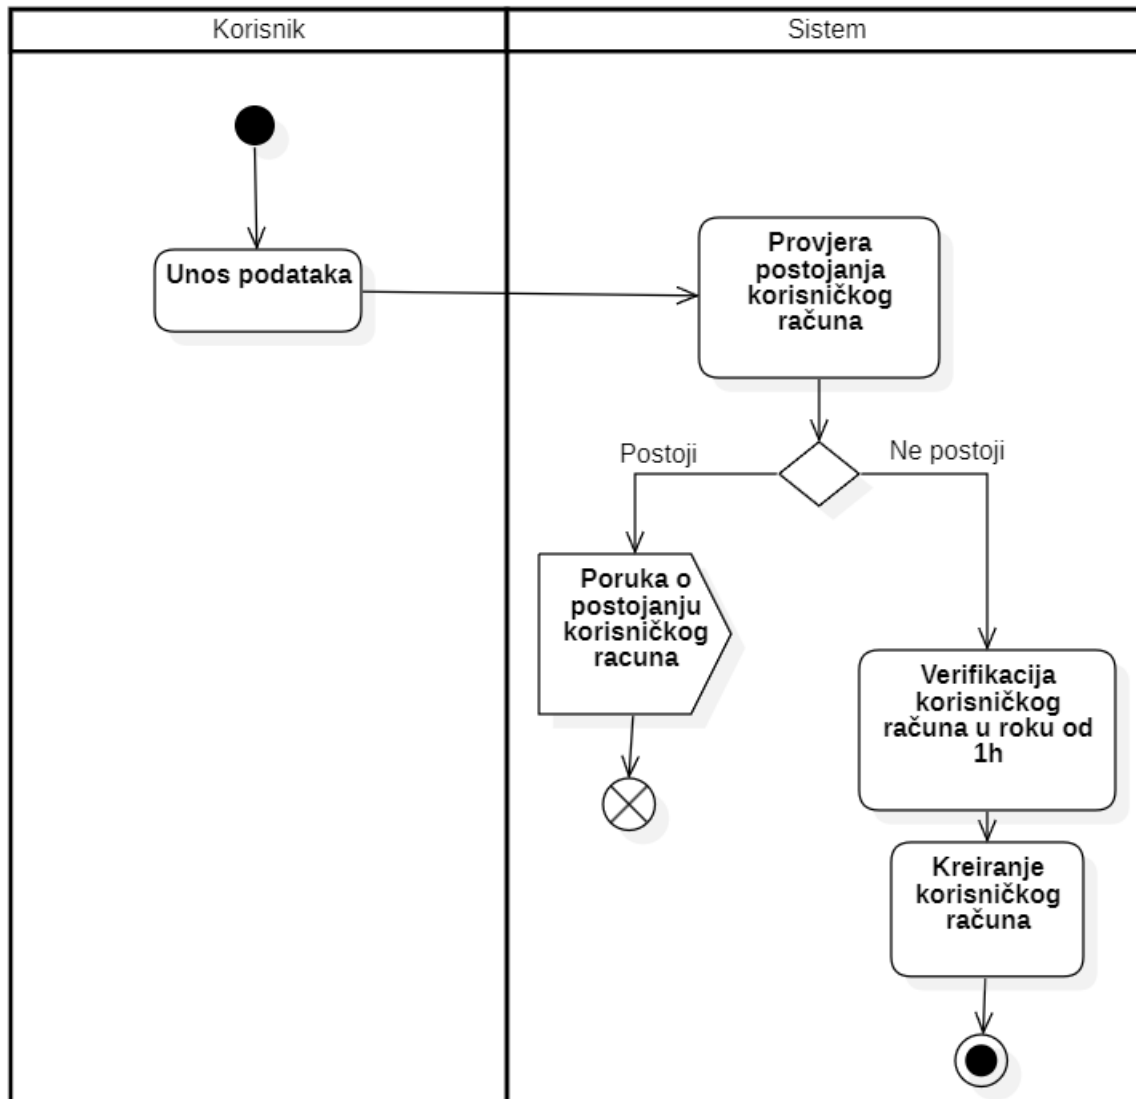 Korisnik
Sistem
Unos podataka
Provjera
postojanja
korisničkog
računa
Postoji
Ne postoji
Poruka o
postojanju
korisničkog
racuna
Verifikacija
korisničkog
računa u roku od
1h
Kreiranje
korisničkog
računa